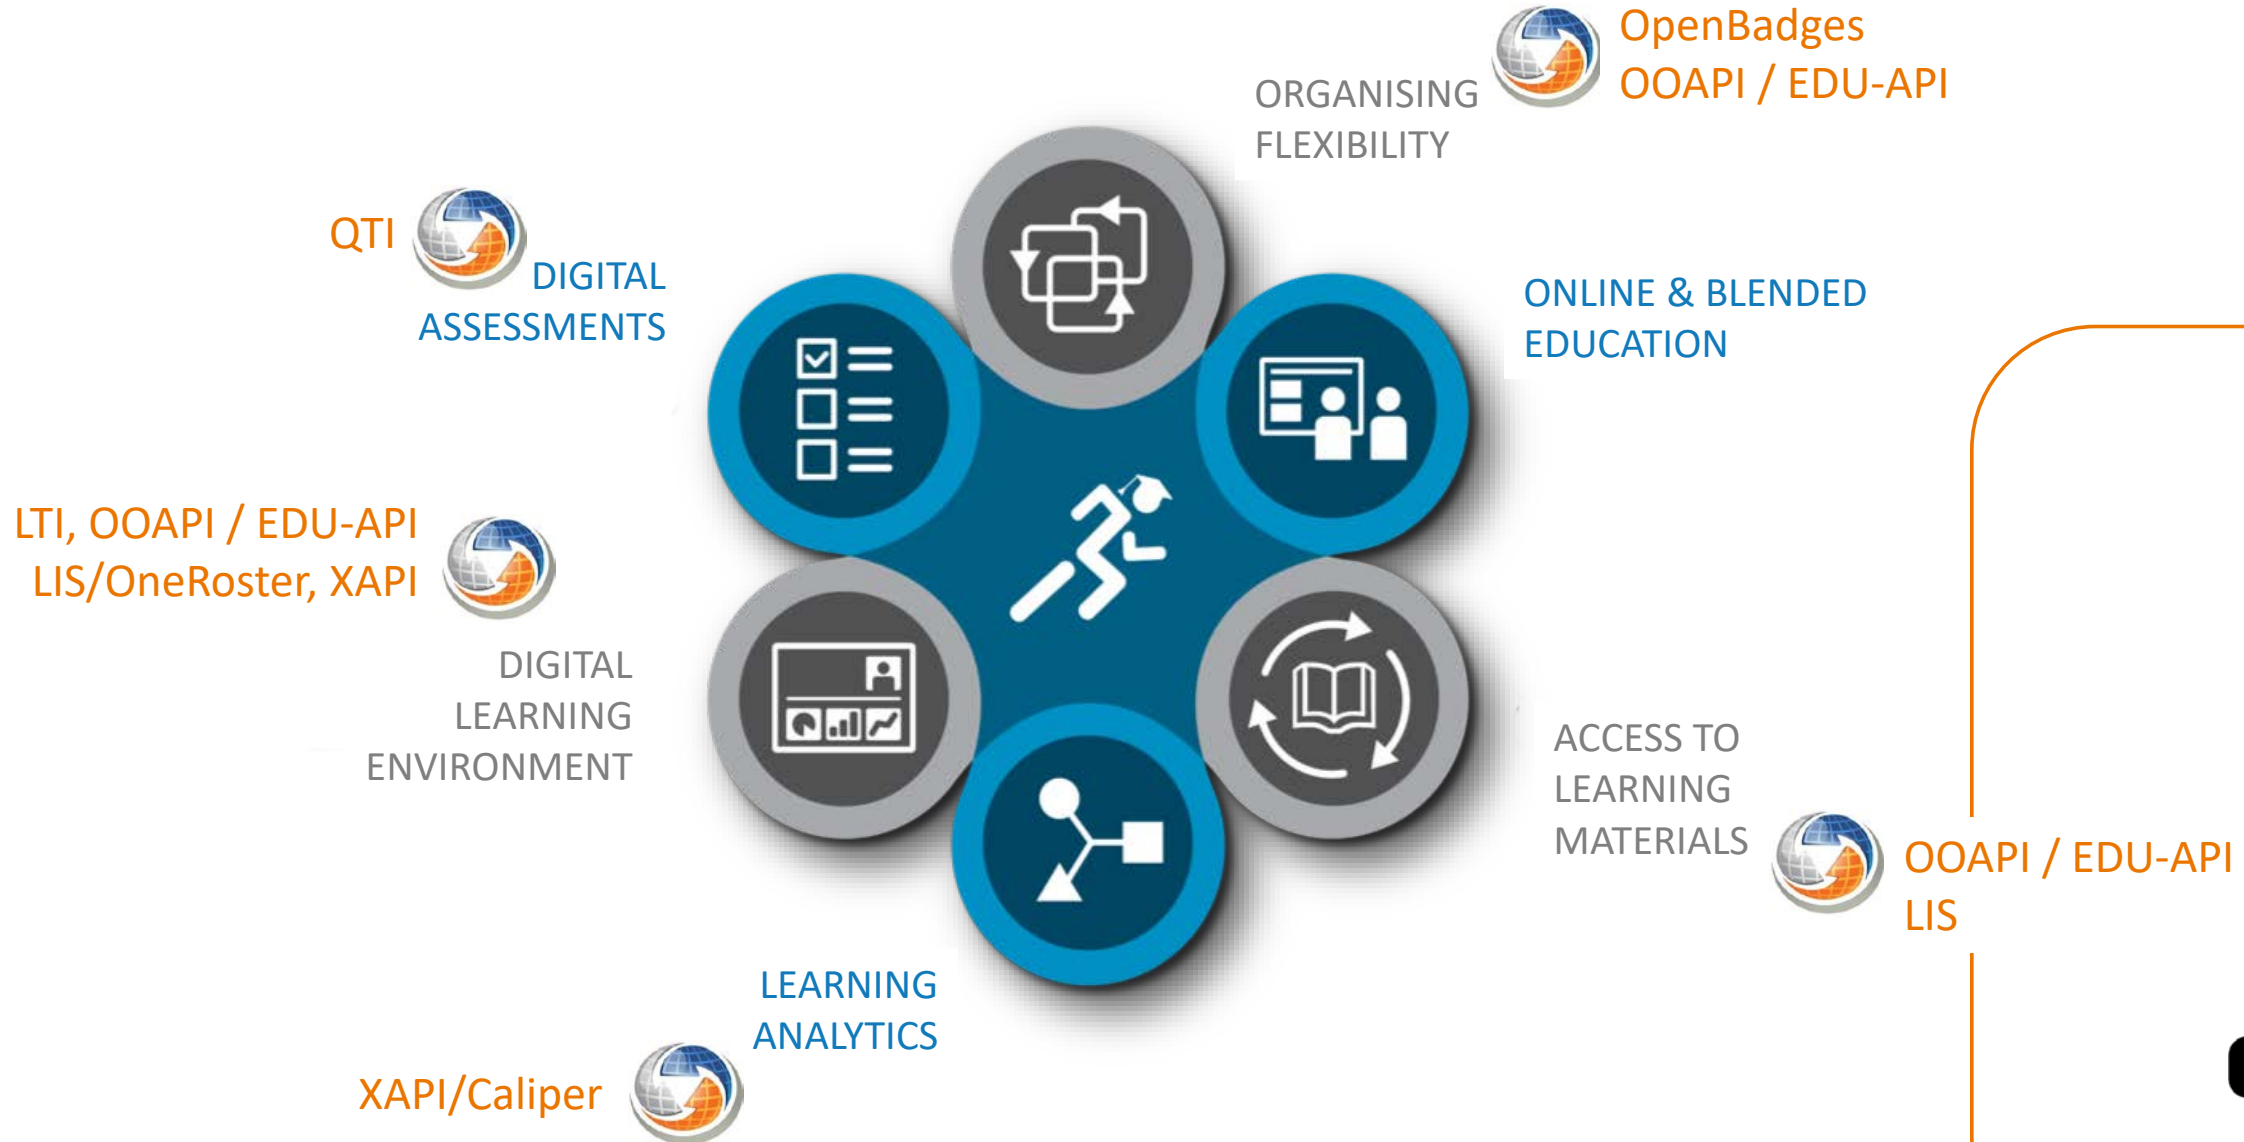 OpenBadges
OOAPI / EDU-API
ORGANISING
FLEXIBILITY
QTI
DIGITAL
ASSESSMENTS
ONLINE & BLENDED
EDUCATION
LTI, OOAPI / EDU-API
LIS/OneRoster, XAPI
DIGITAL
LEARNING
ENVIRONMENT
ACCESS TO
LEARNING
MATERIALS
OOAPI / EDU-API
LIS
LEARNING
ANALYTICS
XAPI/Caliper